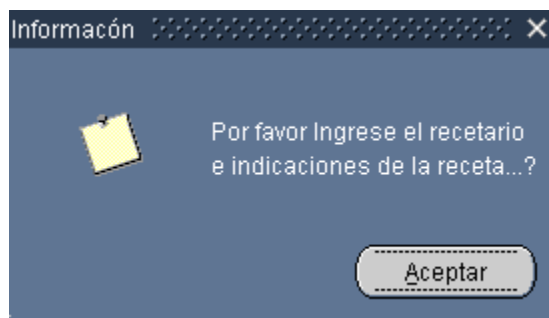 Informacón
Por favor Ingrese el recetario
e indicaciones de la receta...?
Aceptar